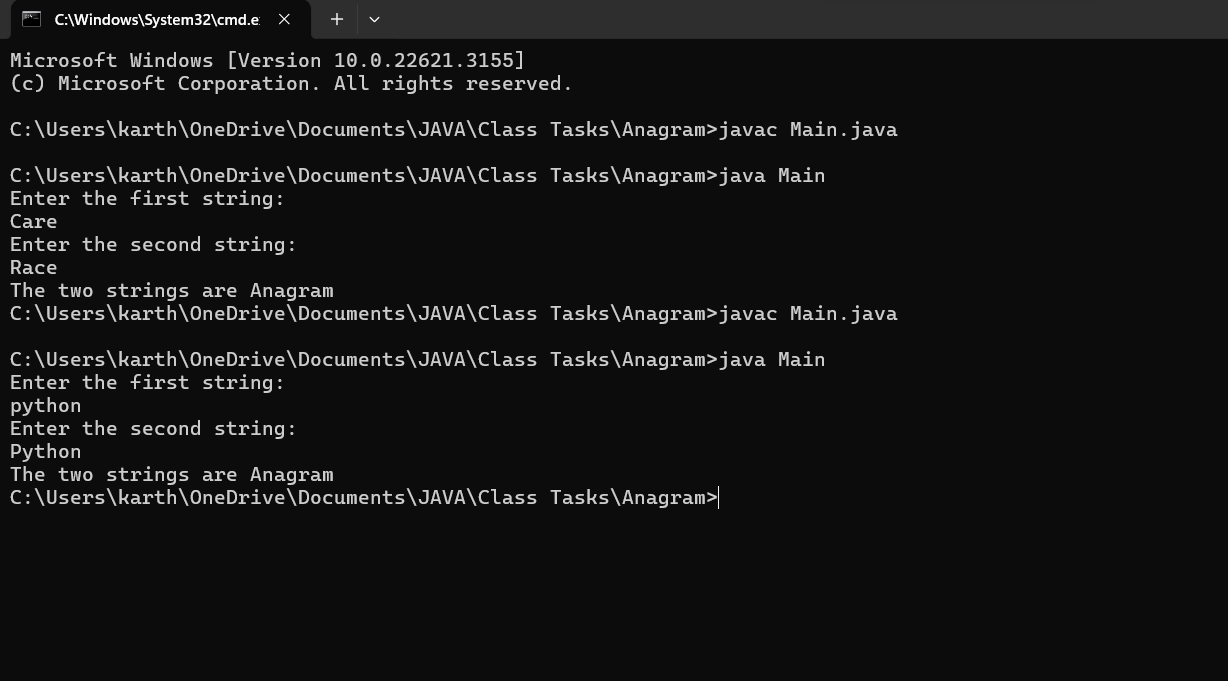 C:\Windows\System32\cmd.e
Microsoft Windows [Version 10.0.22621.3155]
(c) Microsoft Corporation. All rights reserved.
C:\Users\karth\OneDrive\Documents\JAVA\Class Tasks\Anagram>javac Main.java
C:\Users\karth\OneDrive\Documents\JAVA\Class Tasks\Anagram>java Main
Enter the first string:
Care
Enter the second string:
Race
The two strings are Anagram
C:\Users\karth\OneDrive\Documents\JAVA\Class Tasks\Anagram>javac Main.java
C:\Users\karth\OneDrive\Documents\JAVA\Class Tasks\Anagram>java Main
Enter the first string:
python
Enter the second string:
Python
The two strings are Anagram
C:\Users\karth\OneDrive\Documents\JAVA\Class Tasks\Anagram>